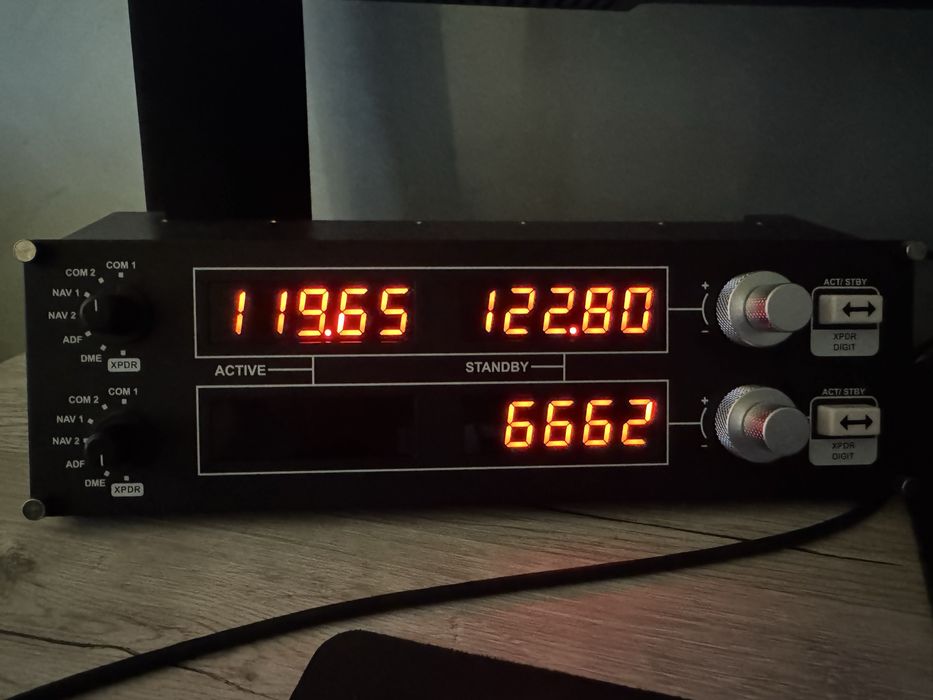 COM 1
COM 2
NAV 1
NAV 2
ADF
DME
XPDR
119.65
122.80
ACTIVE
STANDBY
+
-
ACT/ STBY
XPDR
DIGIT
COM 1
COM 2
NAV 1
NAV 2
ADF
DME
XPDR
6662
+
-
ACT/ STBY
XPDR
DIGIT